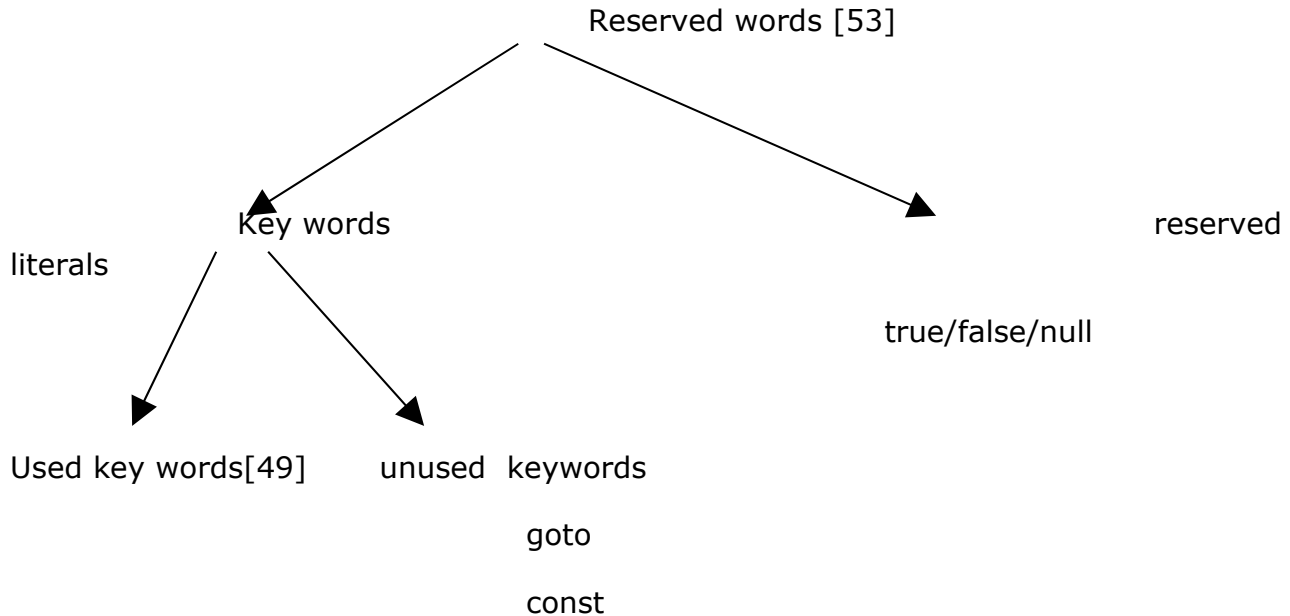 Reserved words [53]
Key words reserved
literals
true/false/null
Used key words[49] unused keywords
goto
const